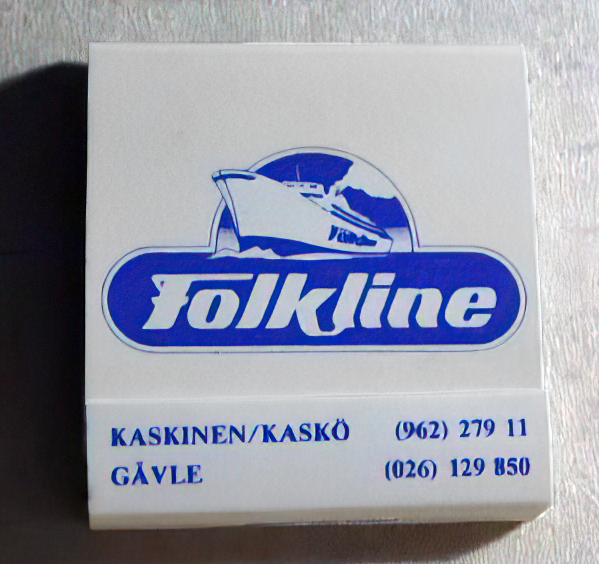 Folkline
KASKINEN/KASKÖ (962) 279 11
GÄVLE (026) 129 850